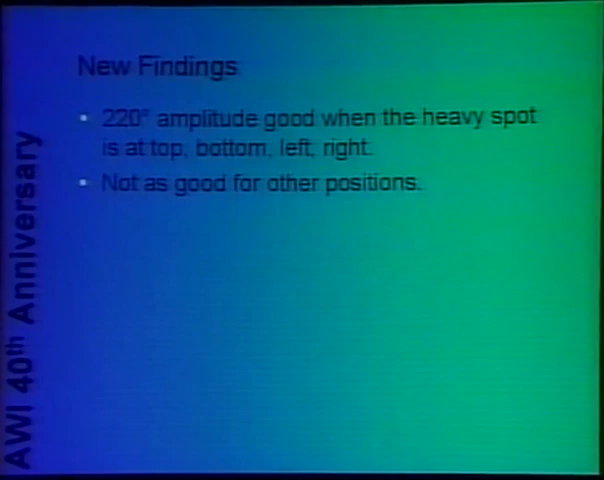 New Findings
• 220° amplitude good when the heavy spot
is at top, bottom, left, right.
• Not as good for other positions.
AWI 40th Anniversary